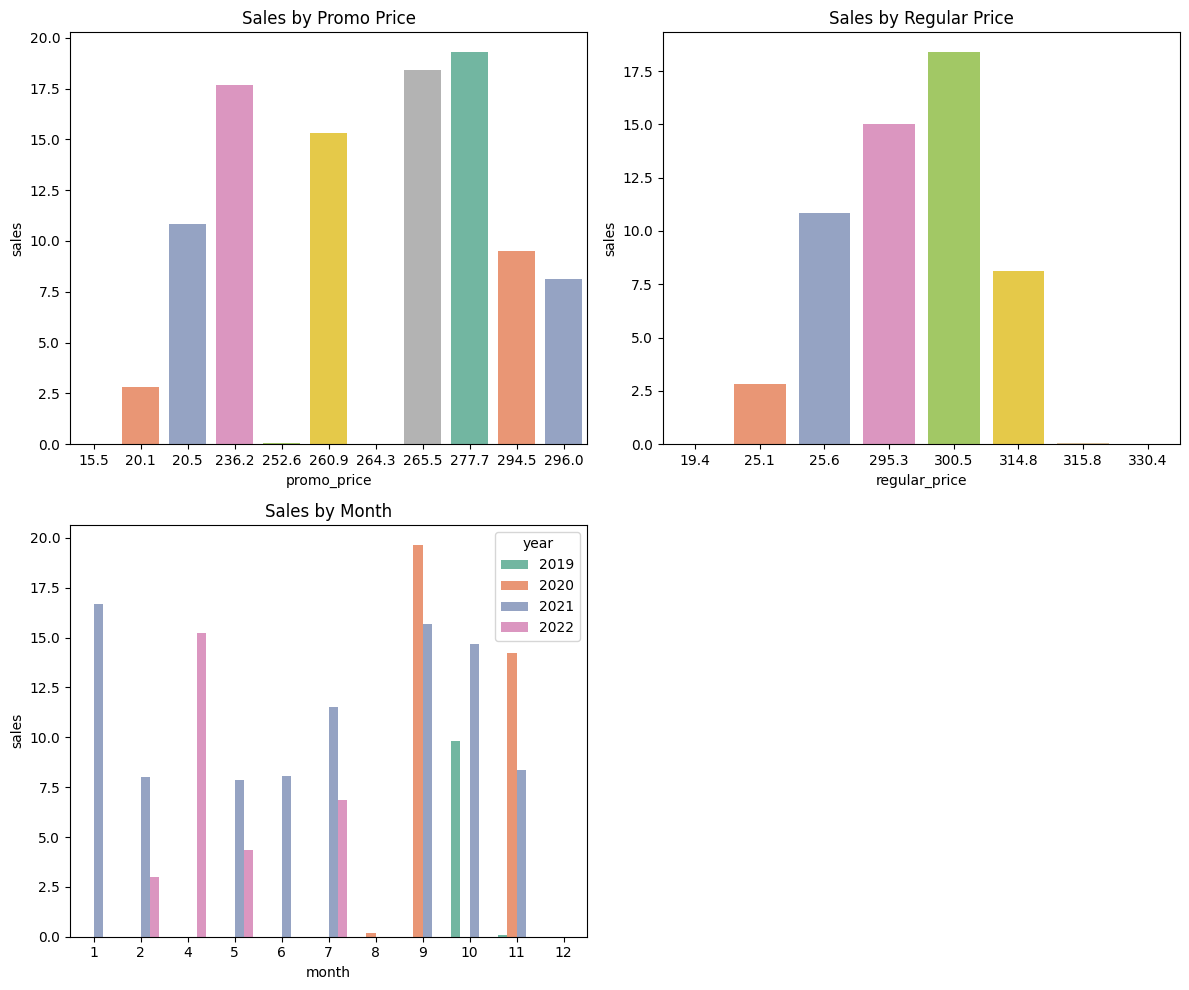 Sales by Promo Price
20.0
17.5
15.0
12.5
10.0
7.5
5.0
2.5
0.0
sales
15.5 20.1 20.5 236.2 252.6 260.9 264.3 265.5 277.7 294.5 296.0
promo_price
Sales by Regular Price
17.5
15.0
12.5
10.0
7.5
5.0
2.5
0.0
sales
19.4 25.1 25.6 295.3 300.5 314.8 315.8 330.4
regular_price
Sales by Month
20.0
17.5
15.0
12.5
10.0
7.5
5.0
2.5
0.0
sales
year
2019
2020
2021
2022
1 2 4 5 6 7 8 9 10 11 12
month